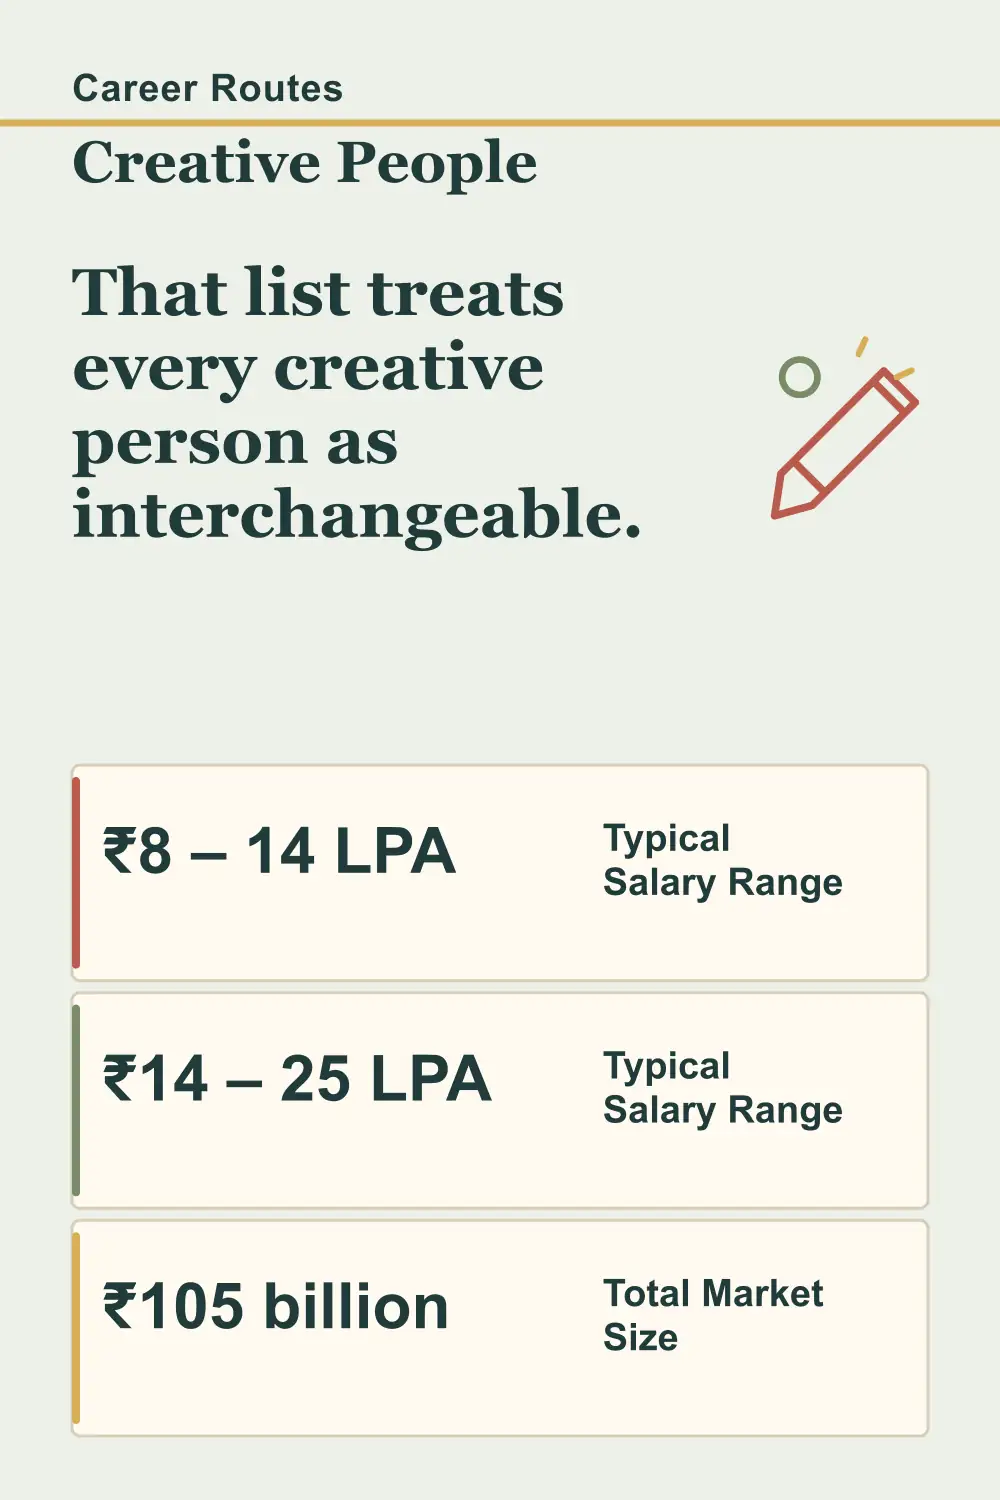 Career Routes
Creative People
That list treats
every creative
person as
interchangeable.
₹8 – 14 LPA
Typical
Salary Range
₹14 – 25 LPA
Typical
Salary Range
₹105 billion
Total Market
Size